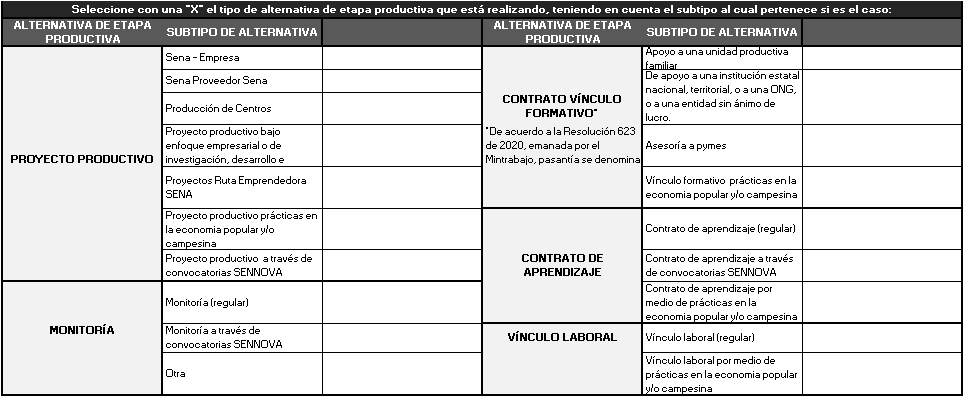 Seleccione con una "X" el tipo de alternativa de etapa productiva que está realizando, teniendo en cuenta el subtipo al cual pertenece si es el caso:
ALTERNATIVA DE ETAPA
PRODUCTIVA
SUBTIPO DE ALTERNATIVA
PROYECTO PRODUCTIVO
Sena - Empresa
Sena Proveedor Sena
Producción de Centros
Proyecto productivo bajo
enfoque empresarial o de
investigación, desarrollo e
Proyectos Ruta Emprendedora
SENA
Proyecto productivo prácticas en
la economia popular y/o
campesina
Proyecto productivo a través de
convocatorias SENNOVA
MONITORÍA
Monitoría (regular)
Monitoría a través de
convocatorias SENNOVA
Otra
ALTERNATIVA DE ETAPA
PRODUCTIVA
SUBTIPO DE ALTERNATIVA
CONTRATO VÍNCULO
FORMATIVO"
"De acuerdo a la Resolución 623
de 2020, emanada por el
Mintrabajo, pasantía se denomina
Apoyo a una unidad productiva
familiar
De apoyo a una institución estatal
nacional, territorial, o a una ONG,
o a una entidad sin ánimo de
lucro.
Asesoría a pymes
Vínculo formativo prácticas en la
economia popular y/o campesina
CONTRATO DE
APRENDIZAJE
Contrato de aprendizaje (regular)
Contrato de aprendizaje a través
de convocatorias SENNOVA
Contrato de aprendizaje por
medio de prácticas en la
economia popular y/o campesina
VÍNCULO LABORAL
Vínculo laboral (regular)
Vínculo laboral por medio de
prácticas en la economia popular
y/o campesina